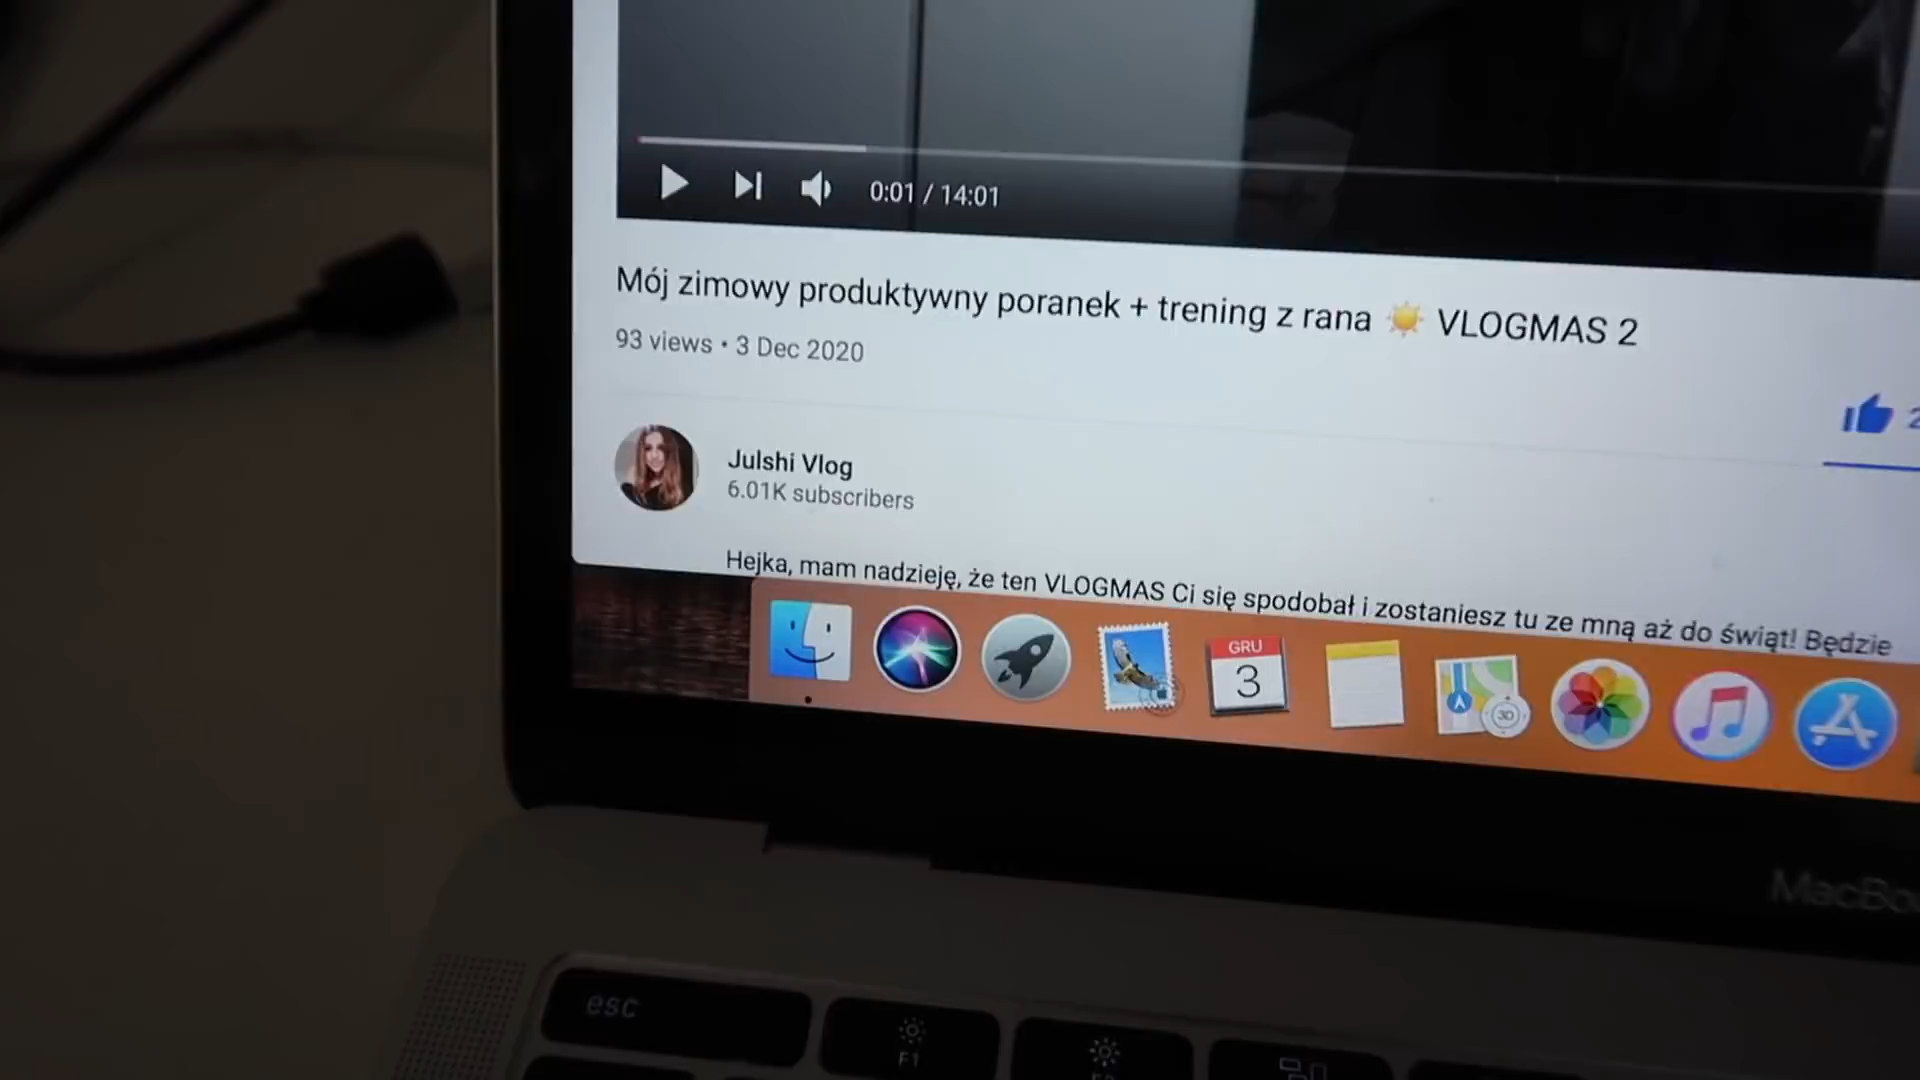 0:01 / 14:01
Mój zimowy produktywny poranek + trening z rana ☀️ VLOGMAS 2
93 views • 3 Dec 2020
Julshi Vlog
6.01K subscribers
Hejka, mam nadzieję, że ten VLOGMAS Ci się spodobał i zostaniesz tu ze mną aż do świąt! Będzie
GRU
3
3D
MacBo
esc
F1